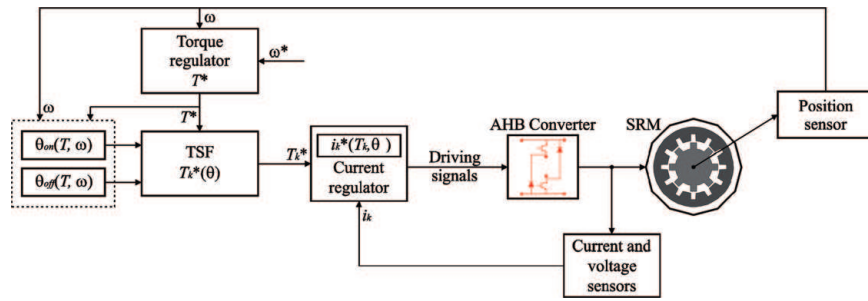 ω
ω
Torque
regulator
T*
ω*
T*
θon(T, ω)
θoff(T, ω)
TSF
Tk*(θ)
Tk*
ik*(Tk,θ )
Current
regulator
ik
Driving
signals
AHB Converter
SRM
Position
sensor
Current and
voltage
sensors